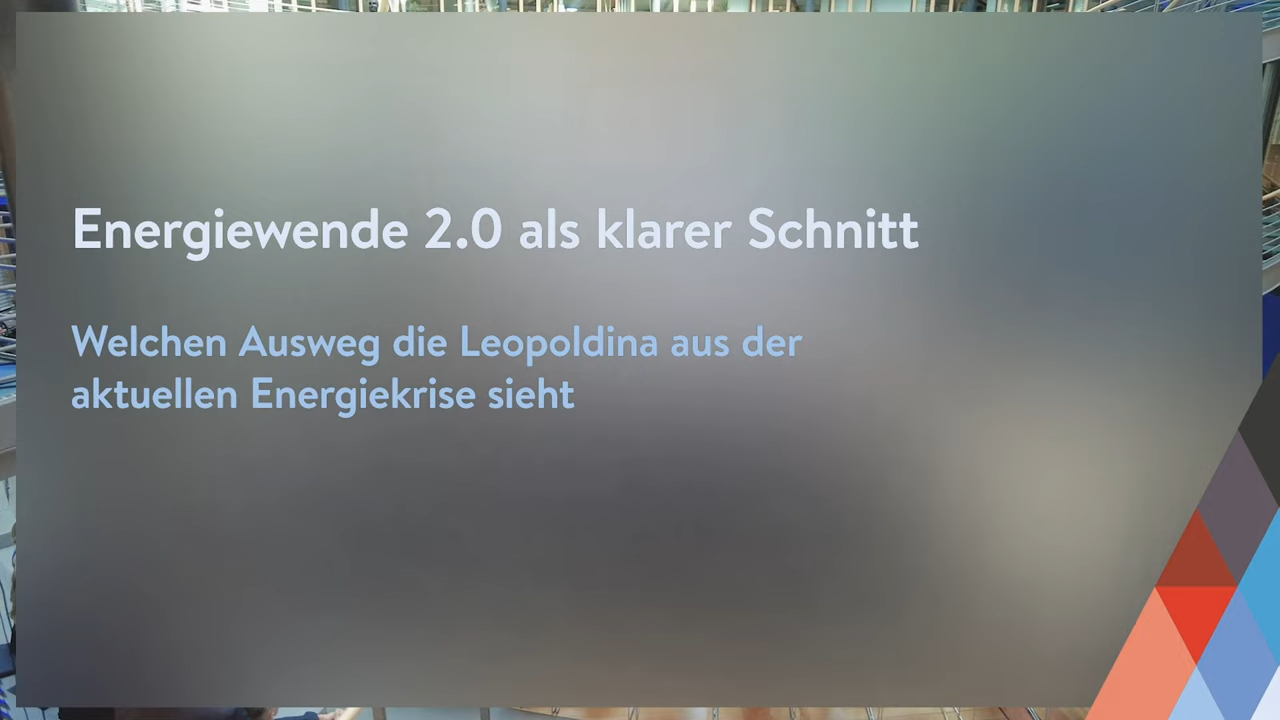 Energiewende 2.0 als klarer Schnitt
Welchen Ausweg die Leopoldina aus der
aktuellen Energiekrise sieht